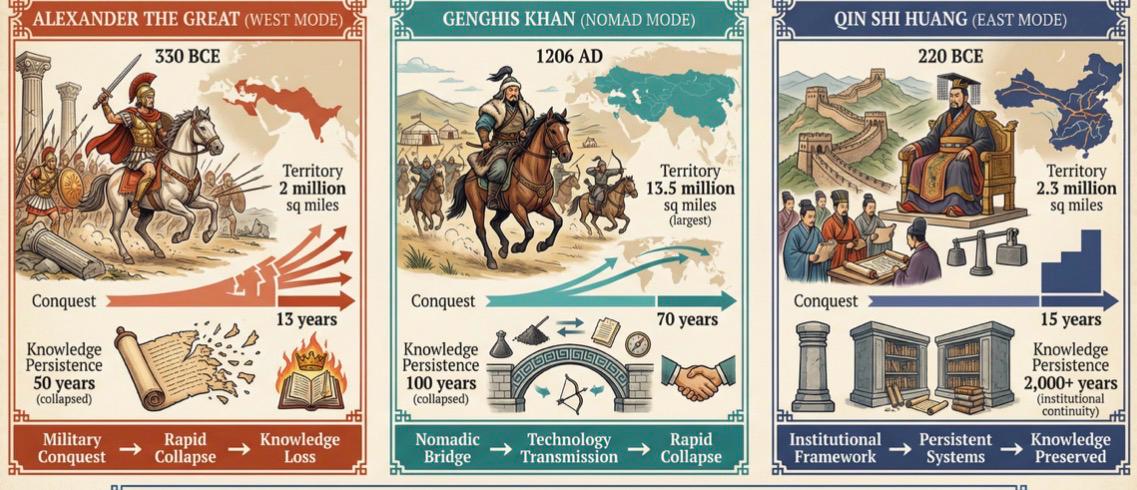 ALEXANDER THE GREAT (WEST MODE)
330 BCE
Territory
2 million
sq miles
Conquest
13 years
Knowledge
Persistence
50 years
(collapsed)
Military
Conquest
→
Rapid
Collapse
→
Knowledge
Loss
GENGHIS KHAN (NOMAD MODE)
1206 AD
Territory
13.5 million
sq miles
(largest)
Conquest
70 years
Knowledge
Persistence
100 years
(collapsed)
Nomadic
Bridge
→
Technology
Transmission
→
Rapid
Collapse
QIN SHI HUANG (EAST MODE)
220 BCE
Territory
2.3 million
sq miles
Conquest
15 years
Knowledge
Persistence
2,000+ years
(institutional
continuity)
Institutional
Framework
→
Persistent
Systems
→
Knowledge
Preserved